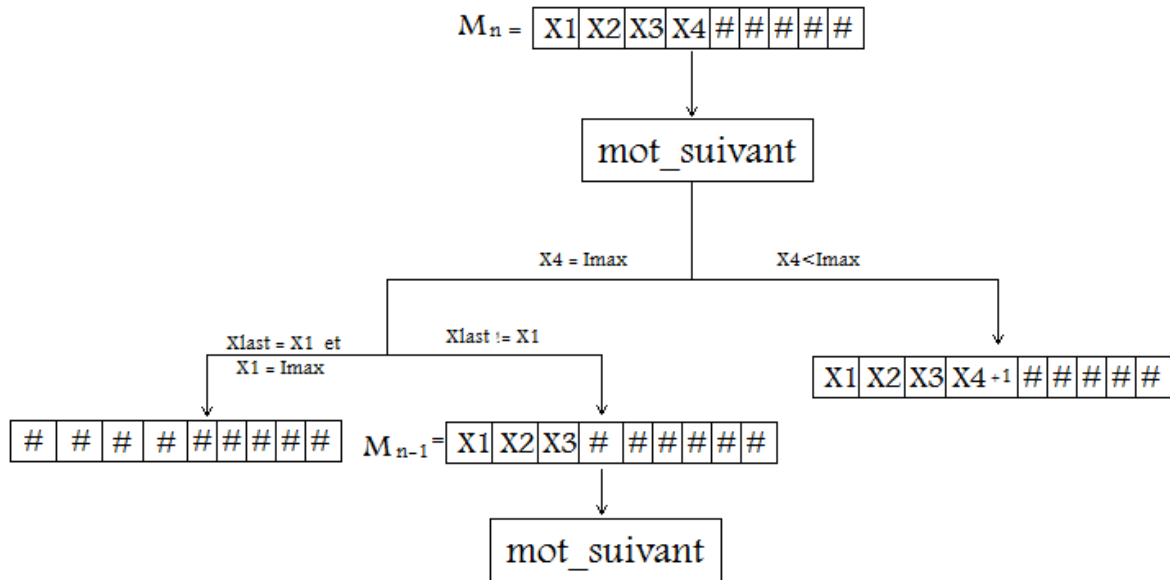 Mn = X1 X2 X3 X4 # # # # #
mot_suivant
X4 = Imax
X4<Imax
Xlast = X1 et
X1 = Imax
Xlast != X1
X1 X2 X3 X4 +1 # # # # #
# # # # # # # # #
Mn-1 = X1 X2 X3 # # # # # #
mot_suivant